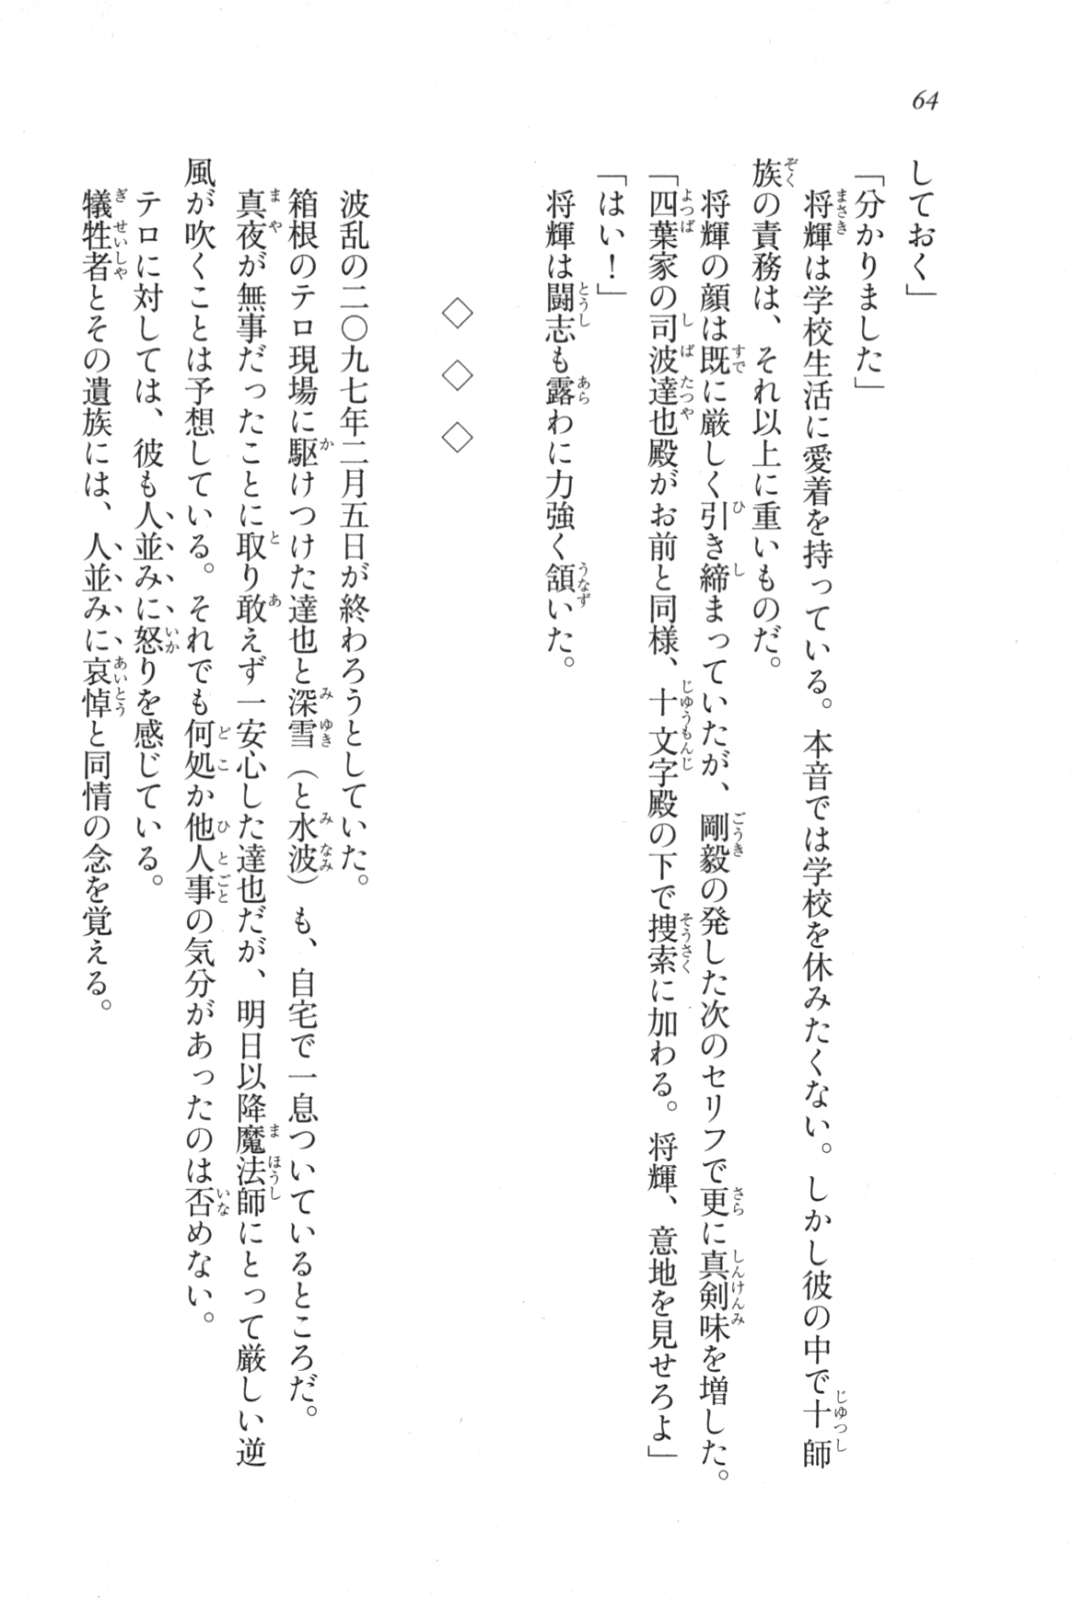 64
しておく」
「分かりました」
将輝は学校生活に愛着を持っている。本音では学校を休みたくない。しかし彼の中で十師
族の責務は、それ以上に重いものだ。
将輝の顔は既に厳しく引き締まっていたが、剛毅の発した次のセリフで更に真剣味を増した。
「四葉家の司波達也殿がお前と同様、十文字殿の下で捜索に加わる。将輝、意地を見せろよ」
「はい！」
将輝は闘志も露わに力強く頷いた。
◇ ◇ ◇
波乱の二〇九七年二月五日が終わろうとしていた。
箱根のテロ現場に駆けつけた達也と深雪（と水波）も、自宅で一息ついているところだ。
真夜が無事だったことに取り敢えず一安心した達也だが、明日以降魔法師にとって厳しい逆
風が吹くことは予想している。それでも何処か他人事の気分があったのは否めない。
テロに対しては、彼も人並みに怒りを感じている。
犠牲者とその遺族には、人並みに哀悼と同情の念を覚える。